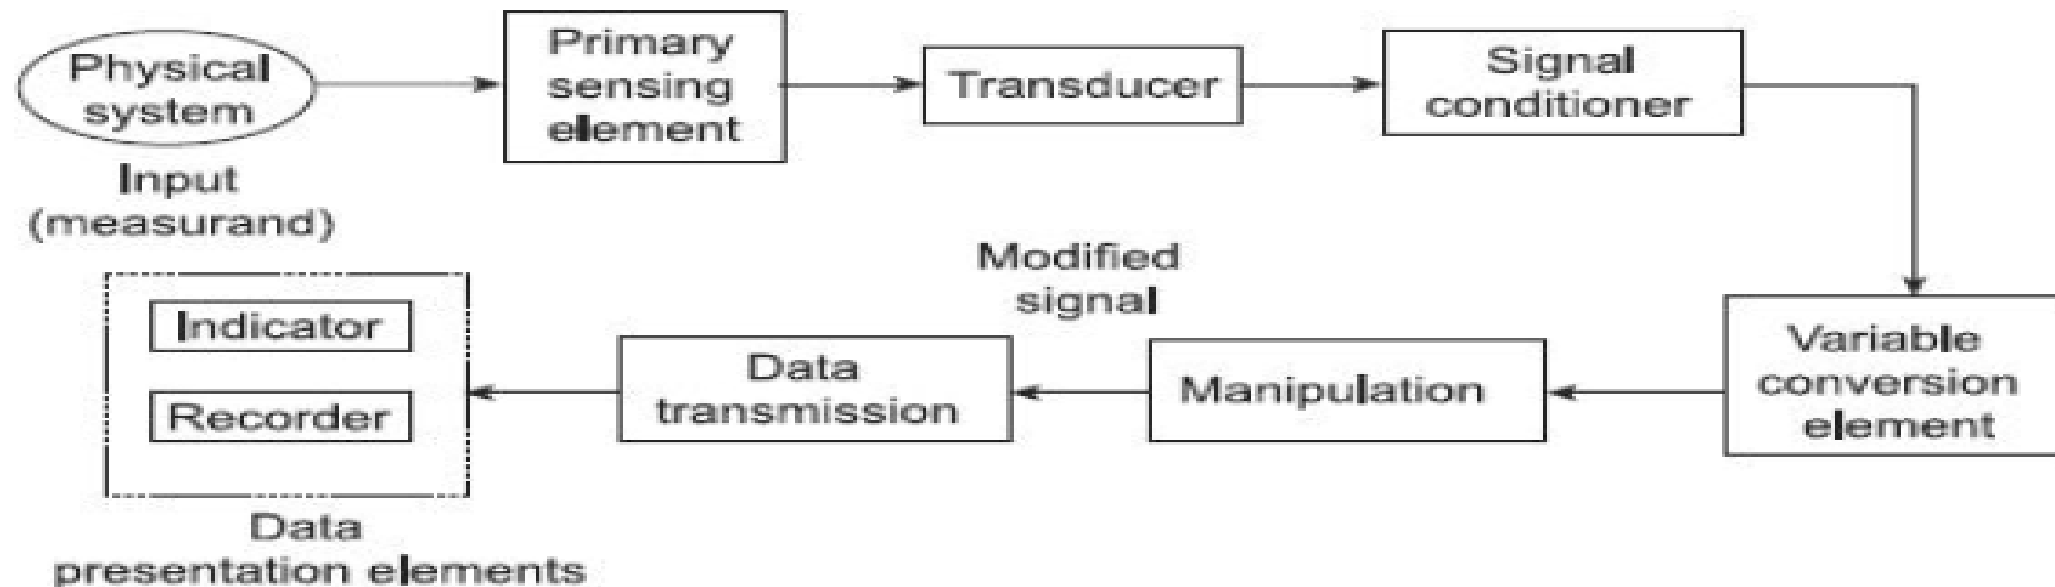 Physical
system
Input
(measurand)
Primary
sensing
element
Transducer
Signal
conditioner
Variable
conversion
element
Manipulation
Modified
signal
Data
transmission
Indicator
Recorder
Data
presentation elements